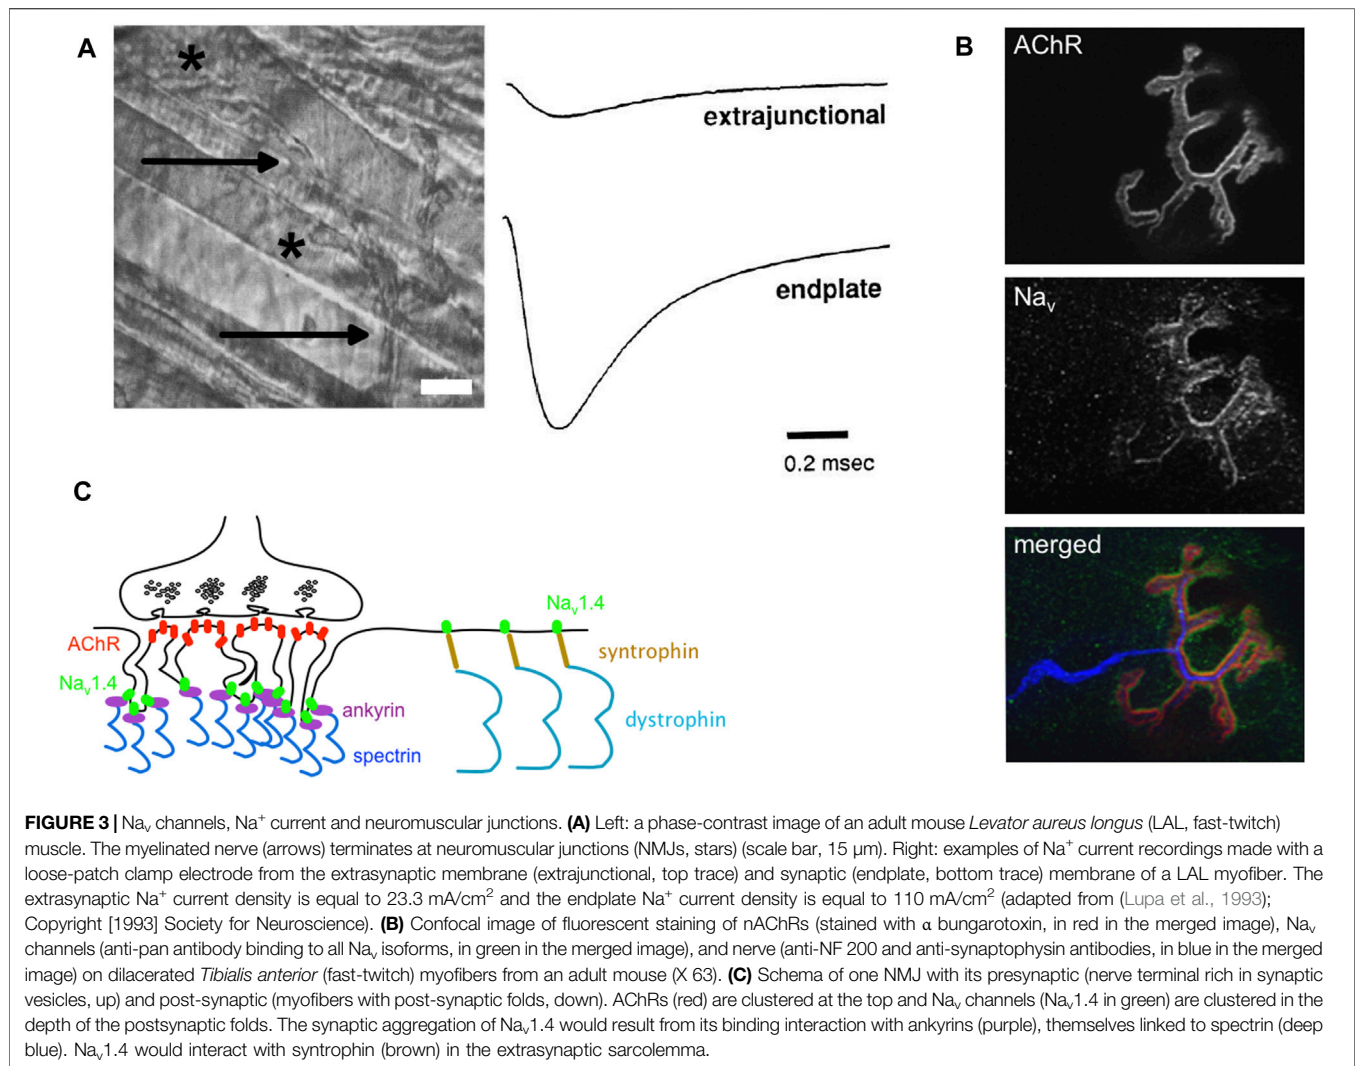 A
*
*
extrajunctional
endplate
0.2 msec
B
AChR
Naᵥ
merged
C
Naᵥ1.4
AChR
syntrophin
Naᵥ1.4
ankyrin
dystrophin
spectrin
FIGURE 3 | Naᵥ channels, Na⁺ current and neuromuscular junctions. (A) Left: a phase-contrast image of an adult mouse Levator aureus longus (LAL, fast-twitch)
muscle. The myelinated nerve (arrows) terminates at neuromuscular junctions (NMJs, stars) (scale bar, 15 μm). Right: examples of Na⁺ current recordings made with a
loose-patch clamp electrode from the extrasynaptic membrane (extrajunctional, top trace) and synaptic (endplate, bottom trace) membrane of a LAL myofiber. The
extrasynaptic Na⁺ current density is equal to 23.3 mA/cm² and the endplate Na⁺ current density is equal to 110 mA/cm² (adapted from (Lupa et al., 1993);
Copyright [1993] Society for Neuroscience). (B) Confocal image of fluorescent staining of nAChRs (stained with α bungarotoxin, in red in the merged image), Naᵥ
channels (anti-pan antibody binding to all Naᵥ isoforms, in green in the merged image), and nerve (anti-NF 200 and anti-synaptophysin antibodies, in blue in the merged
image) on dilacerated Tibialis anterior (fast-twitch) myofibers from an adult mouse (X 63). (C) Schema of one NMJ with its presynaptic (nerve terminal rich in synaptic
vesicles, up) and post-synaptic (myofibers with post-synaptic folds, down). AChRs (red) are clustered at the top and Naᵥ channels (Naᵥ1.4 in green) are clustered in the
depth of the postsynaptic folds. The synaptic aggregation of Naᵥ1.4 would result from its binding interaction with ankyrins (purple), themselves linked to spectrin (deep
blue). Naᵥ1.4 would interact with syntrophin (brown) in the extrasynaptic sarcolemma.